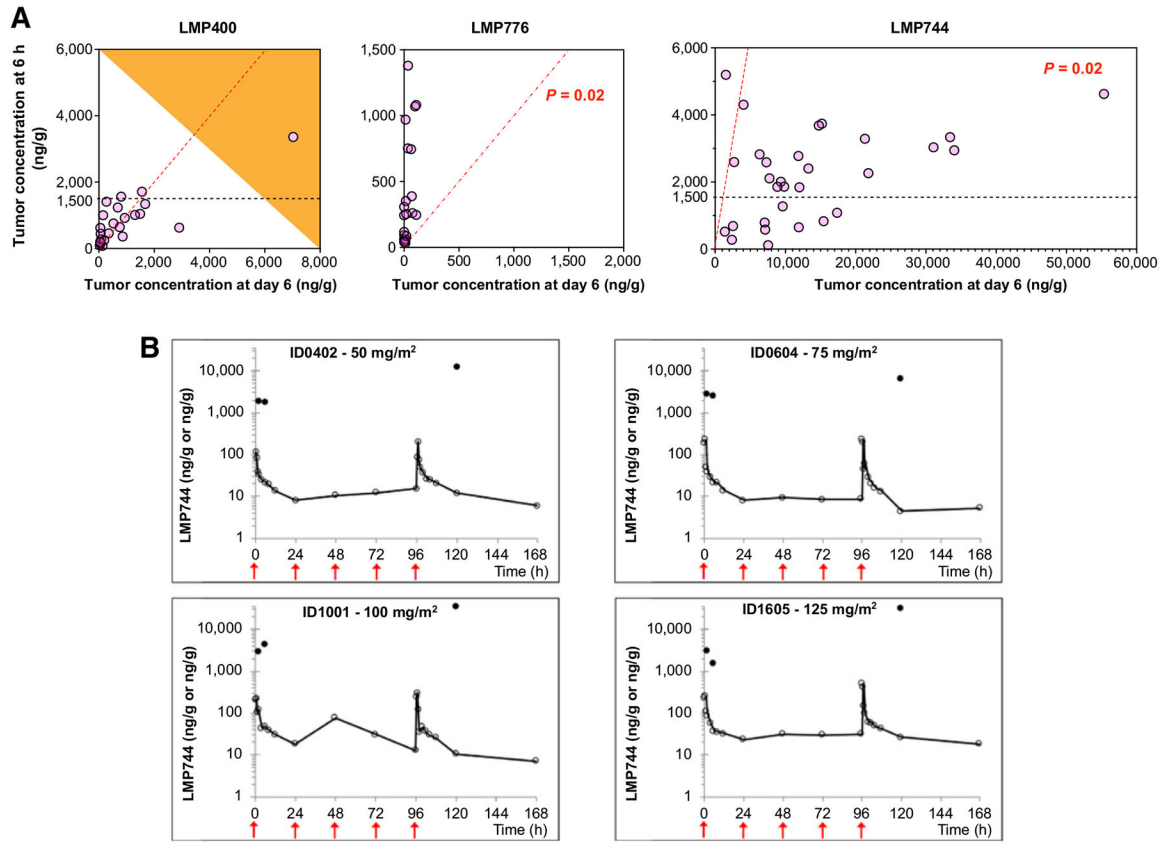 A
LMP400
LMP776
LMP744
Tumor concentration at 6 h
(ng/g)
6,000
4,000
2,000
1,500
0
0 2,000 4,000 6,000 8,000
Tumor concentration at day 6 (ng/g)
1,500
1,000
500
0
P = 0.02
0 500 1,000 1,500 2,000
Tumor concentration at day 6 (ng/g)
6,000
4,000
2,000
1,500
0
P = 0.02
0 10,000 20,000 30,000 40,000 50,000 60,000
Tumor concentration at day 6 (ng/g)
B
ID0402 - 50 mg/m²
LMP744 (ng/g or ng/g)
10,000
1,000
100
10
1
0 24 48 72 96 120 144 168
Time (h)
ID0604 - 75 mg/m²
LMP744 (ng/g or ng/g)
10,000
1,000
100
10
1
0 24 48 72 96 120 144 168
Time (h)
ID1001 - 100 mg/m²
LMP744 (ng/g or ng/g)
10,000
1,000
100
10
1
0 24 48 72 96 120 144 168
Time (h)
ID1605 - 125 mg/m²
LMP744 (ng/g or ng/g)
10,000
1,000
100
10
1
0 24 48 72 96 120 144 168
Time (h)